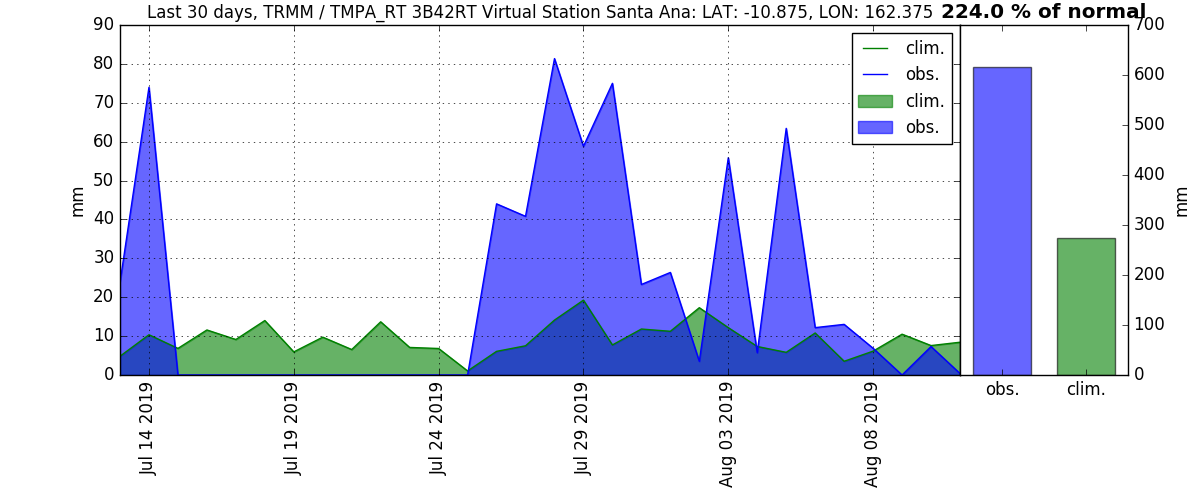 Last 30 days, TRMM / TMPA_RT 3B42RT Virtual Station Santa Ana: LAT: -10.875, LON: 162.375 224.0 % of normal
90
80
70
60
50
40
30
20
10
0
mm
clim.
obs.
clim.
obs.
Jul 14 2019
Jul 19 2019
Jul 24 2019
Jul 29 2019
Aug 03 2019
Aug 08 2019
700
600
500
400
300
200
100
0
mm
obs.
clim.